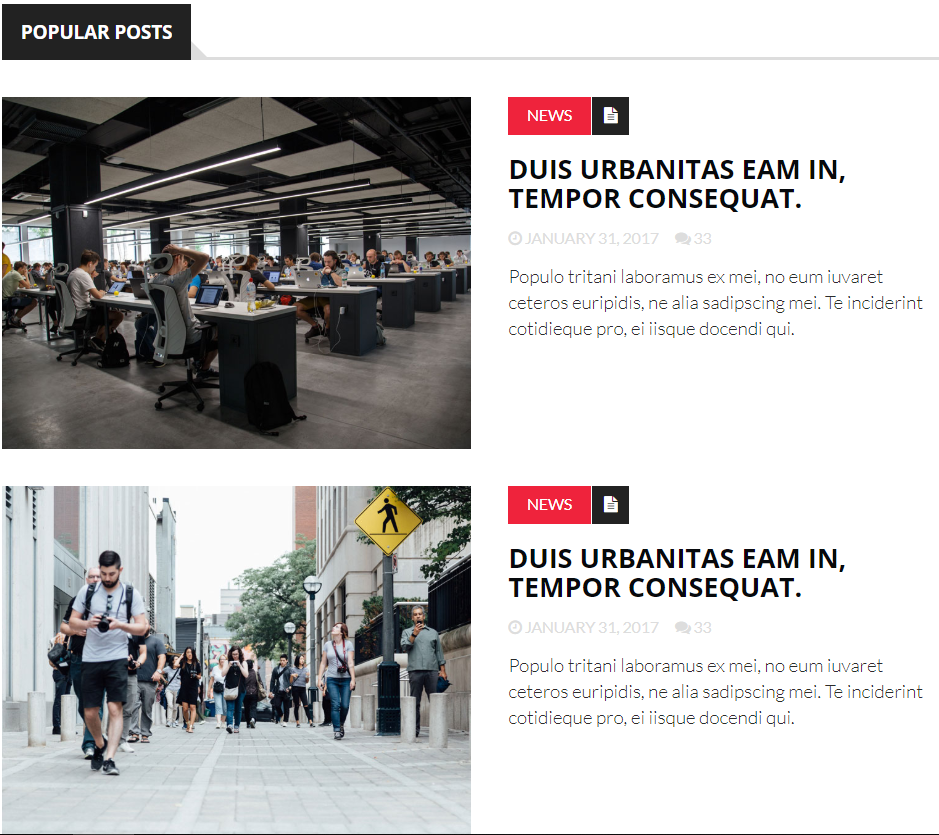 POPULAR POSTS
NEWS
DUIS URBANITAS EAM IN,
TEMPOR CONSEQUAT.
JANUARY 31, 2017 33
Populo tritani laboramus ex mei, no eum iuvaret
ceteros euripidis, ne alia sadipscing mei. Te inciderint
cotidieque pro, ei iisque docendi qui.
NEWS
DUIS URBANITAS EAM IN,
TEMPOR CONSEQUAT.
JANUARY 31, 2017 33
Populo tritani laboramus ex mei, no eum iuvaret
ceteros euripidis, ne alia sadipscing mei. Te inciderint
cotidieque pro, ei iisque docendi qui.